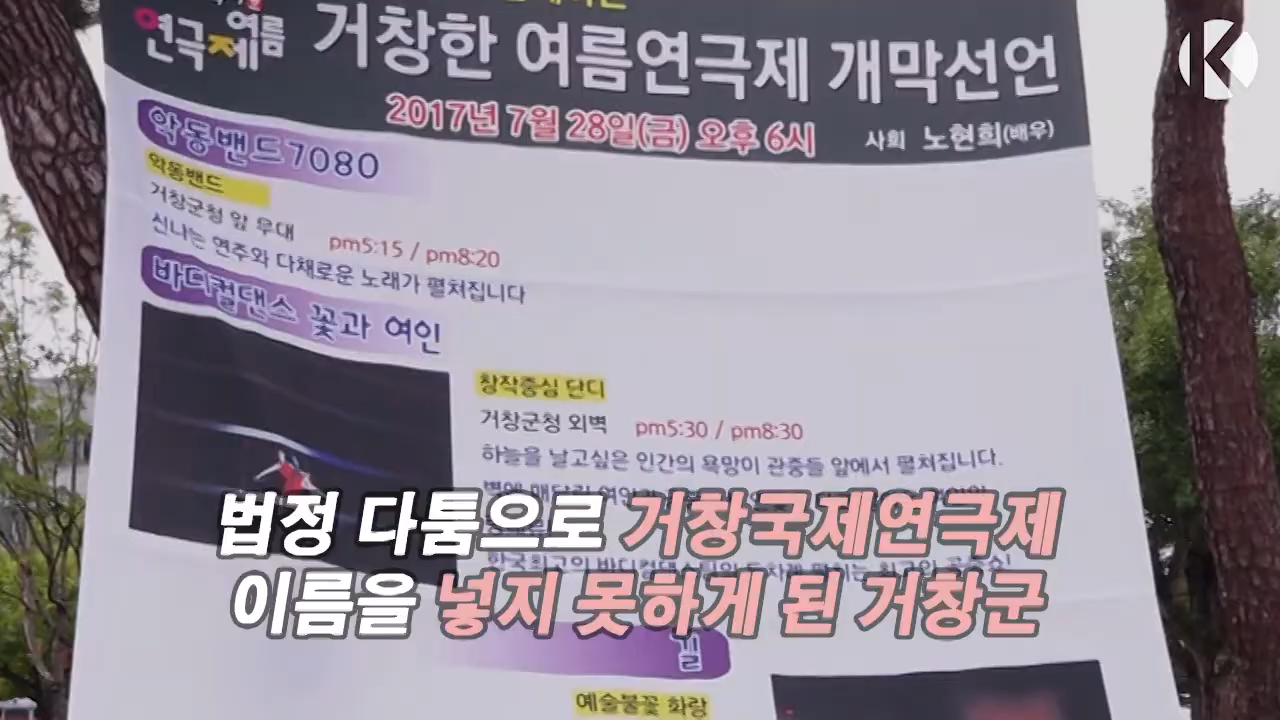 연극제
여름
거창한 여름연극제 개막선언
2017년 7월 28일(금) 오후 6시
사회 노현희(배우)
악동밴드7080
악동밴드
거창군청 앞 무대 pm5:15 / pm8:20
신나는 연주와 다채로운 노래가 펼쳐집니다
바디컬댄스 꽃과 여인
창작중심 단디
거창군청 외벽 pm5:30 / pm8:30
하늘을 날고싶은 인간의 욕망이 관중들 앞에서 펼쳐집니다.
벽에 매달린
법정 다툼으로 거창국제연극제
이름을 넣지 못하게 된 거창군
길
예술불꽃 화랑
K